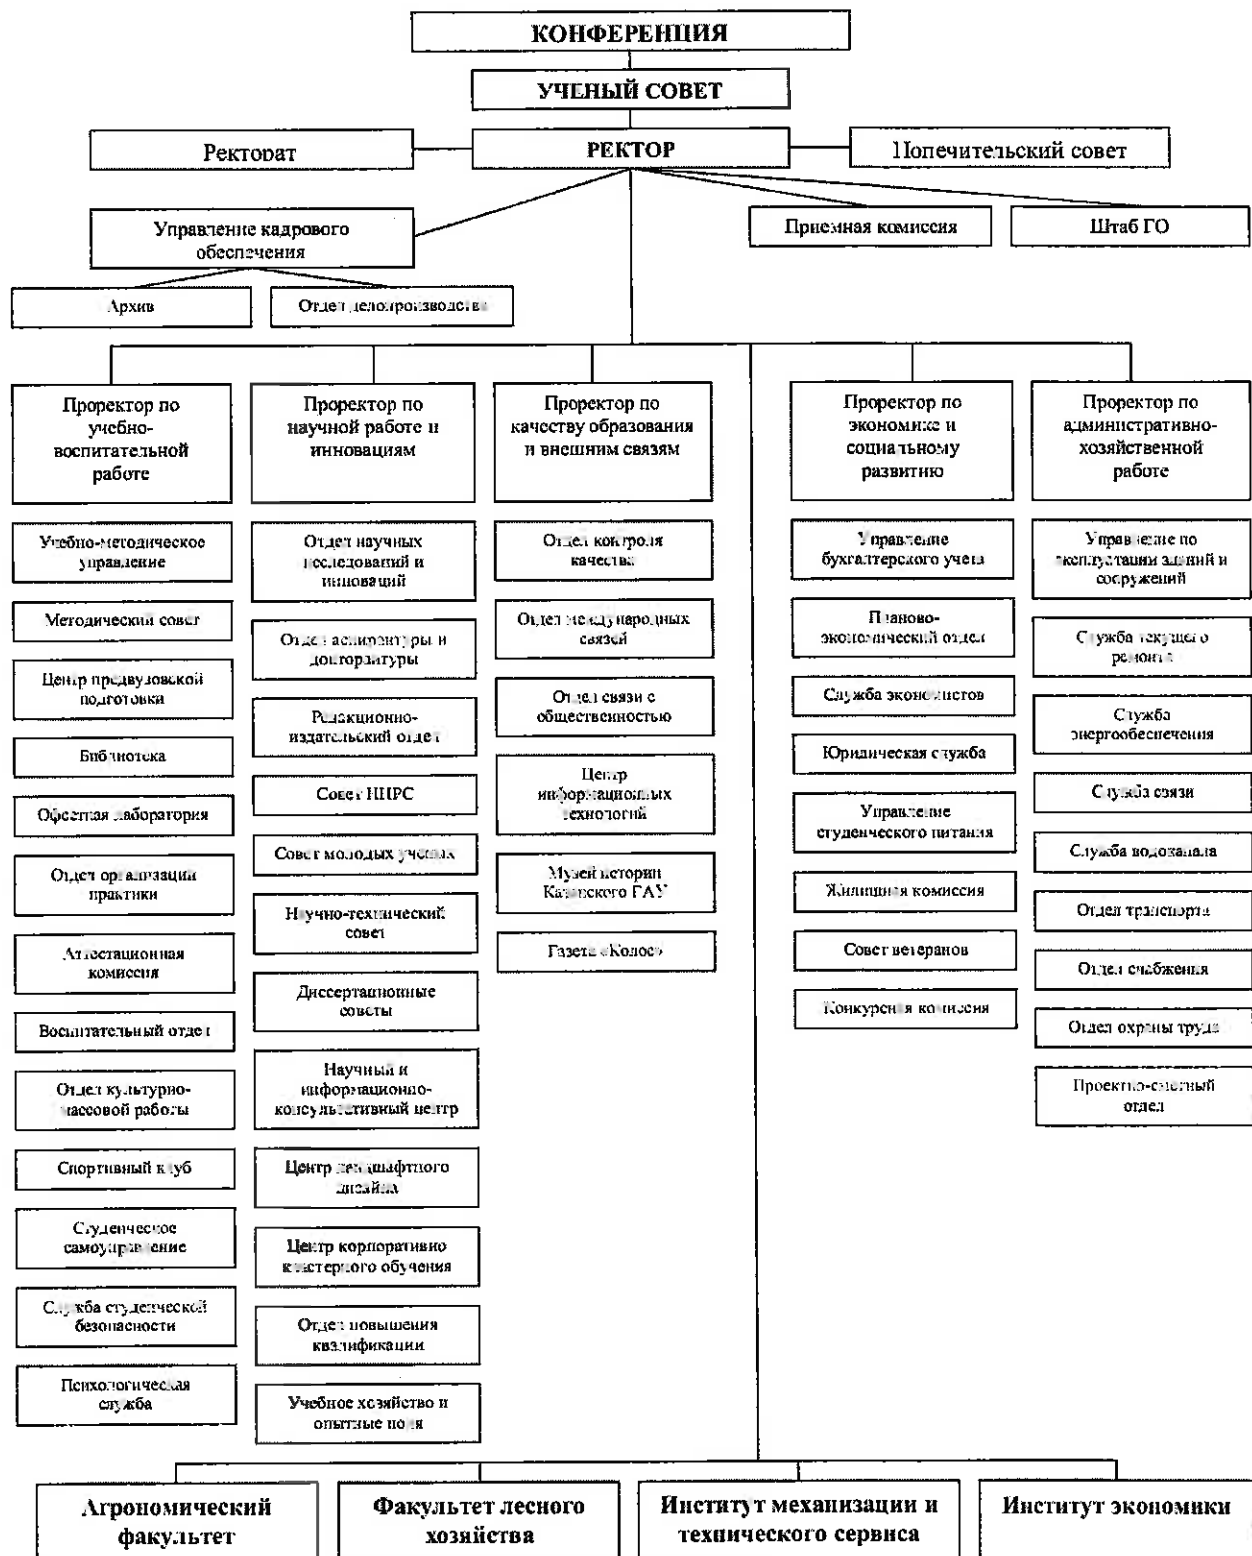 КОНФЕРЕНЦИЯ
УЧЕНЫЙ СОВЕТ
Ректорат
РЕКТОР
Попечительский совет
Управление кадрового
обеспечения
Приемная комиссия
Штаб ГО
Архив
Отдел делопроизводства
Проректор по
учебно-
воспитательной
работе
Проректор по
научной работе и
инновациям
Проректор по
качеству образования
и внешним связям
Проректор по
экономике и
социальному
развитию
Проректор по
административно-
хозяйственной
работе
Учебно-методическое
управление
Методический совет
Центр предвузовской
подготовки
Библиотека
Офсетная лаборатория
Отдел организации
практики
Аттестационная
комиссия
Воспитательный отдел
Отдел культурно-
массовой работы
Спортивный клуб
Студенческое
самоуправление
Служба студенческой
безопасности
Психологическая
служба
Отдел научных
исследований и
инноваций
Отдел аспирантуры и
докторантуры
Редакционно-
издательский отдел
Совет НИРС
Совет молодых ученых
Научно-технический
совет
Диссертационные
советы
Научный и
информационно-
консультативный центр
Центр ландшафтного
дизайна
Центр корпоративно
кластерного обучения
Отдел повышения
квалификации
Учебное хозяйство и
опытные поля
Отдел контроля
качества
Отдел международных
связей
Отдел связи с
общественностью
Центр
информационных
технологий
Музей истории
Казанского ГАУ
Газета «Колос»
Управление
бухгалтерского учета
Планово-
экономический отдел
Служба экономистов
Юридическая служба
Управление
студенческого питания
Жилищная комиссия
Совет ветеранов
Конкурсная комиссия
Управление по
эксплуатации зданий и
сооружений
Служба текущего
ремонта
Служба
энергообеспечения
Служба связи
Служба водоканала
Отдел транспорта
Отдел снабжения
Отдел охраны труда
Проектно-сметный
отдел
Агрономический
факультет
Факультет лесного
хозяйства
Институт механизации и
технического сервиса
Институт экономики